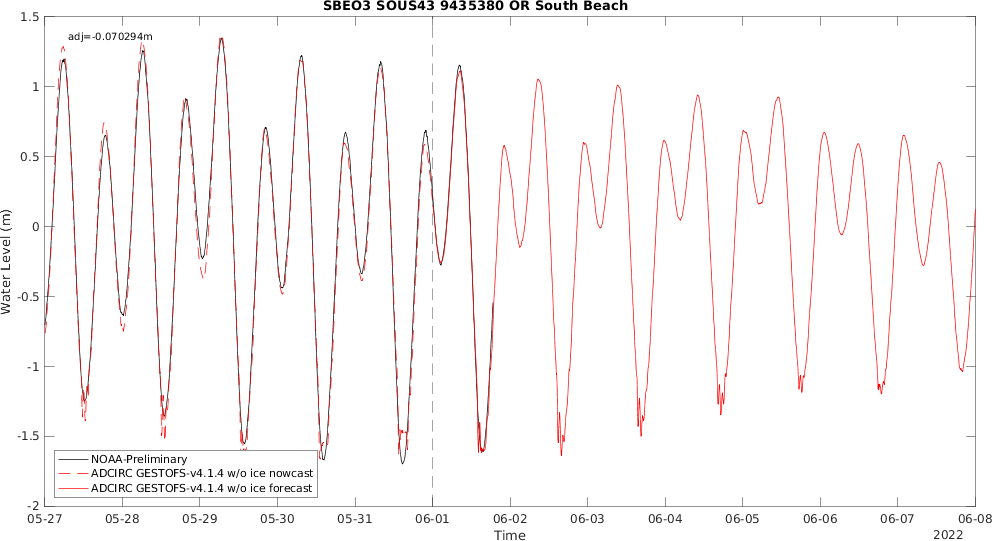 SBEO3 SOUS43 9435380 OR South Beach
adj=-0.070294m
Water Level (m)
1.5
1
0.5
0
-0.5
-1
-1.5
-2
NOAA-Preliminary
ADCIRC GESTOFS-v4.1.4 w/o ice nowcast
ADCIRC GESTOFS-v4.1.4 w/o ice forecast
05-27 05-28 05-29 05-30 05-31 06-01 06-02 06-03 06-04 06-05 06-06 06-07 06-08
Time
2022